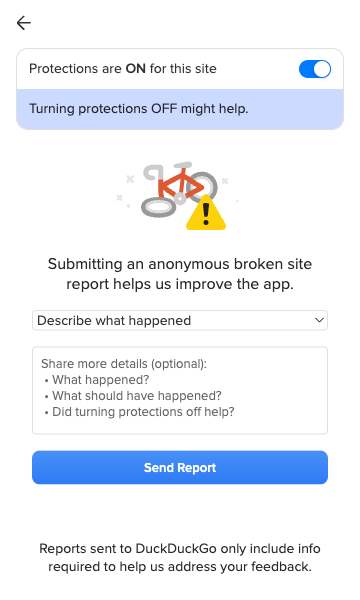 Protections are ON for this site
Turning protections OFF might help.
Submitting an anonymous broken site
report helps us improve the app.
Describe what happened
Share more details (optional):
• What happened?
• What should have happened?
• Did turning protections off help?
Send Report
Reports sent to DuckDuckGo only include info
required to help us address your feedback.